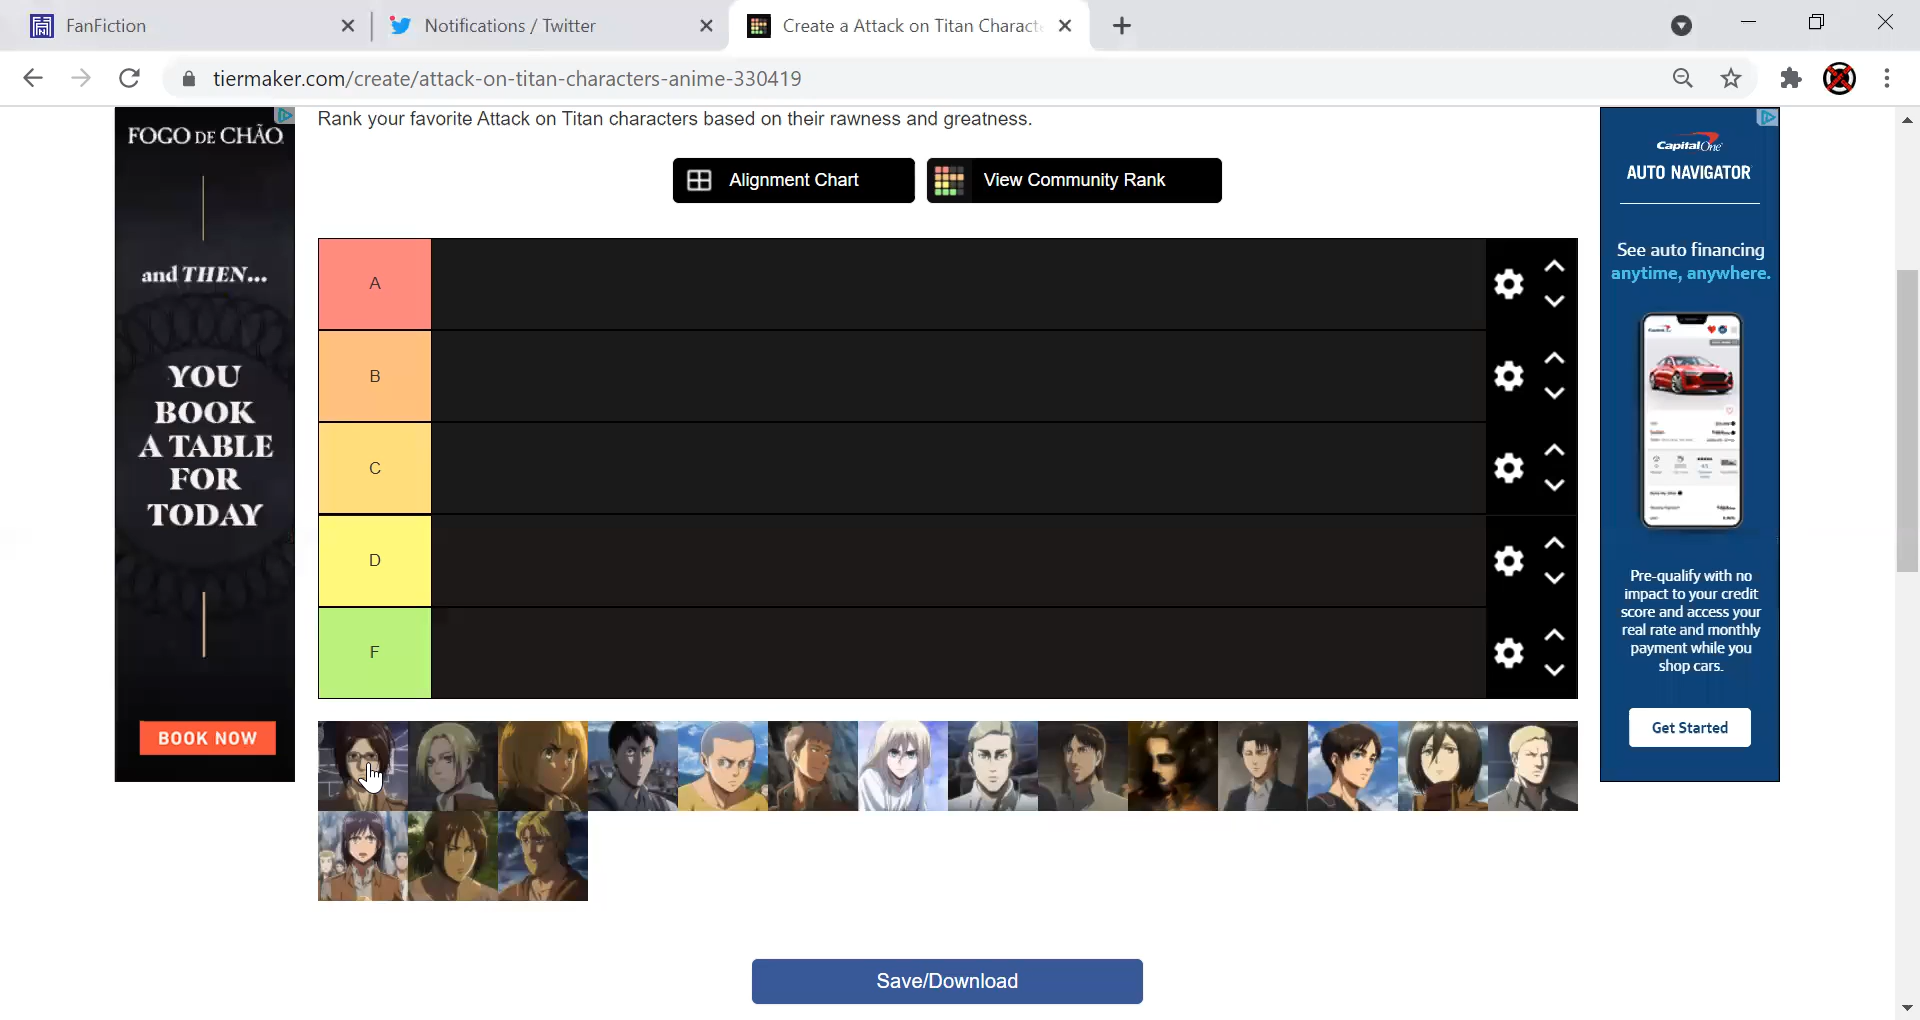 FanFiction
Notifications / Twitter
Create a Attack on Titan Characte
tiermaker.com/create/attack-on-titan-characters-anime-330419
FOGO DE CHÃO
and THEN...
YOU
BOOK
A TABLE
FOR
TODAY
BOOK NOW
Rank your favorite Attack on Titan characters based on their rawness and greatness.
Alignment Chart
View Community Rank
A
B
C
D
F
Save/Download
Capital One
AUTO NAVIGATOR
See auto financing
anytime, anywhere.
Pre-qualify with no
impact to your credit
score and access your
real rate and monthly
payment while you
shop cars.
Get Started